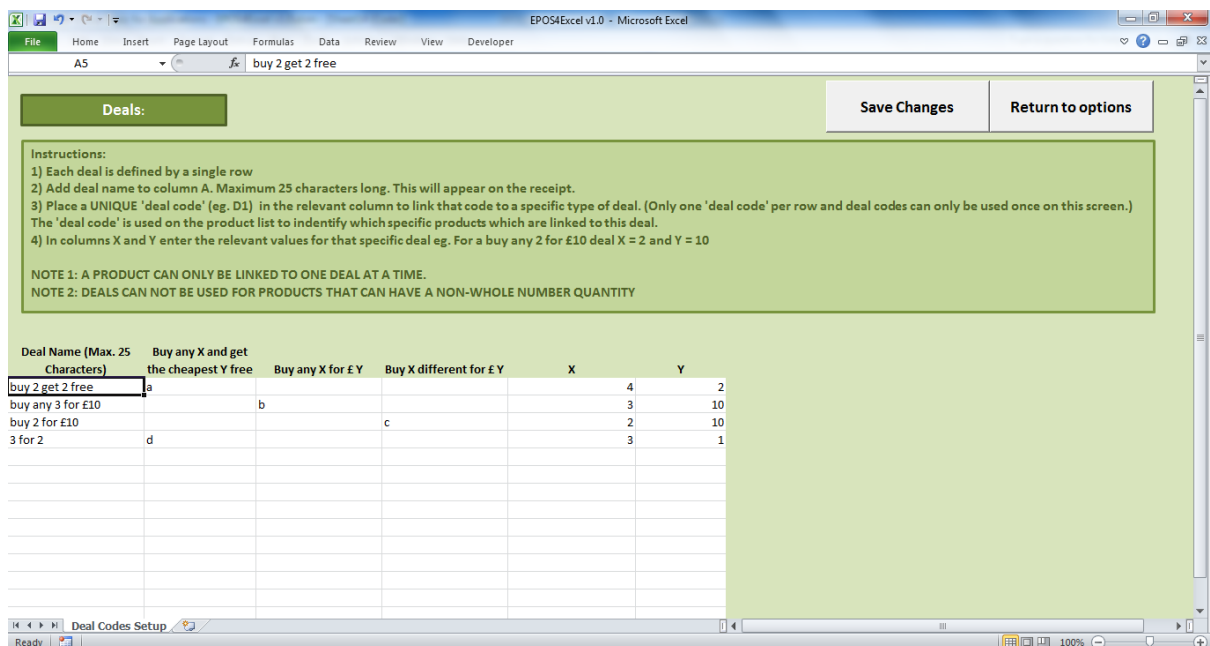 EPOS4Excel v1.0 - Microsoft Excel
File Home Insert Page Layout Formulas Data Review View Developer
A5 fx buy 2 get 2 free
Deals:
Save Changes Return to options
Instructions:
1) Each deal is defined by a single row
2) Add deal name to column A. Maximum 25 characters long. This will appear on the receipt.
3) Place a UNIQUE 'deal code' (eg. D1) in the relevant column to link that code to a specific type of deal. (Only one 'deal code' per row and deal codes can only be used once on this screen.)
The 'deal code' is used on the product list to indentify which specific products which are linked to this deal.
4) In columns X and Y enter the relevant values for that specific deal eg. For a buy any 2 for £10 deal X = 2 and Y = 10
NOTE 1: A PRODUCT CAN ONLY BE LINKED TO ONE DEAL AT A TIME.
NOTE 2: DEALS CAN NOT BE USED FOR PRODUCTS THAT CAN HAVE A NON-WHOLE NUMBER QUANTITY
Deal Name (Max. 25 Buy any X and get
Characters) the cheapest Y free Buy any X for £ Y Buy X different for £ Y X Y
buy 2 get 2 free a 4 2
buy any 3 for £10 b 3 10
buy 2 for £10 c 2 10
3 for 2 d 3 1
Deal Codes Setup
Ready 100%